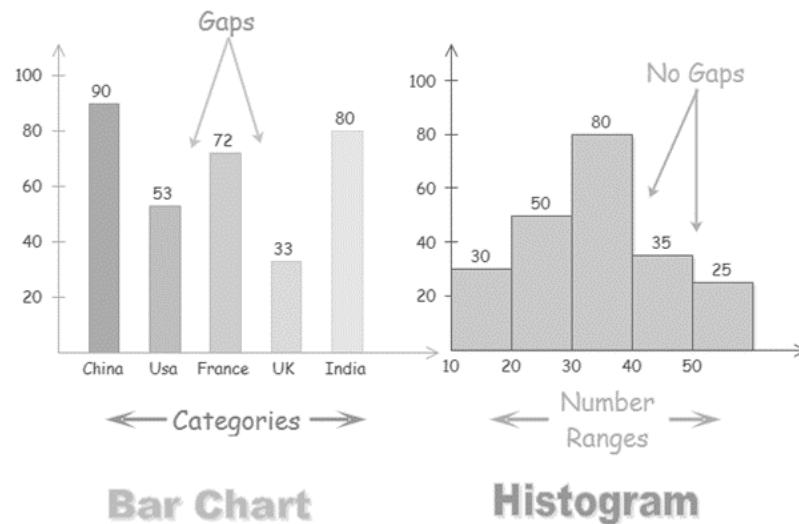 Gaps
100
80
60
40
20
90
53
72
33
80
China Usa France UK India
Categories
Bar Chart
No Gaps
100
80
60
40
20
30
50
80
35
25
10 20 30 40 50
Number
Ranges
Histogram